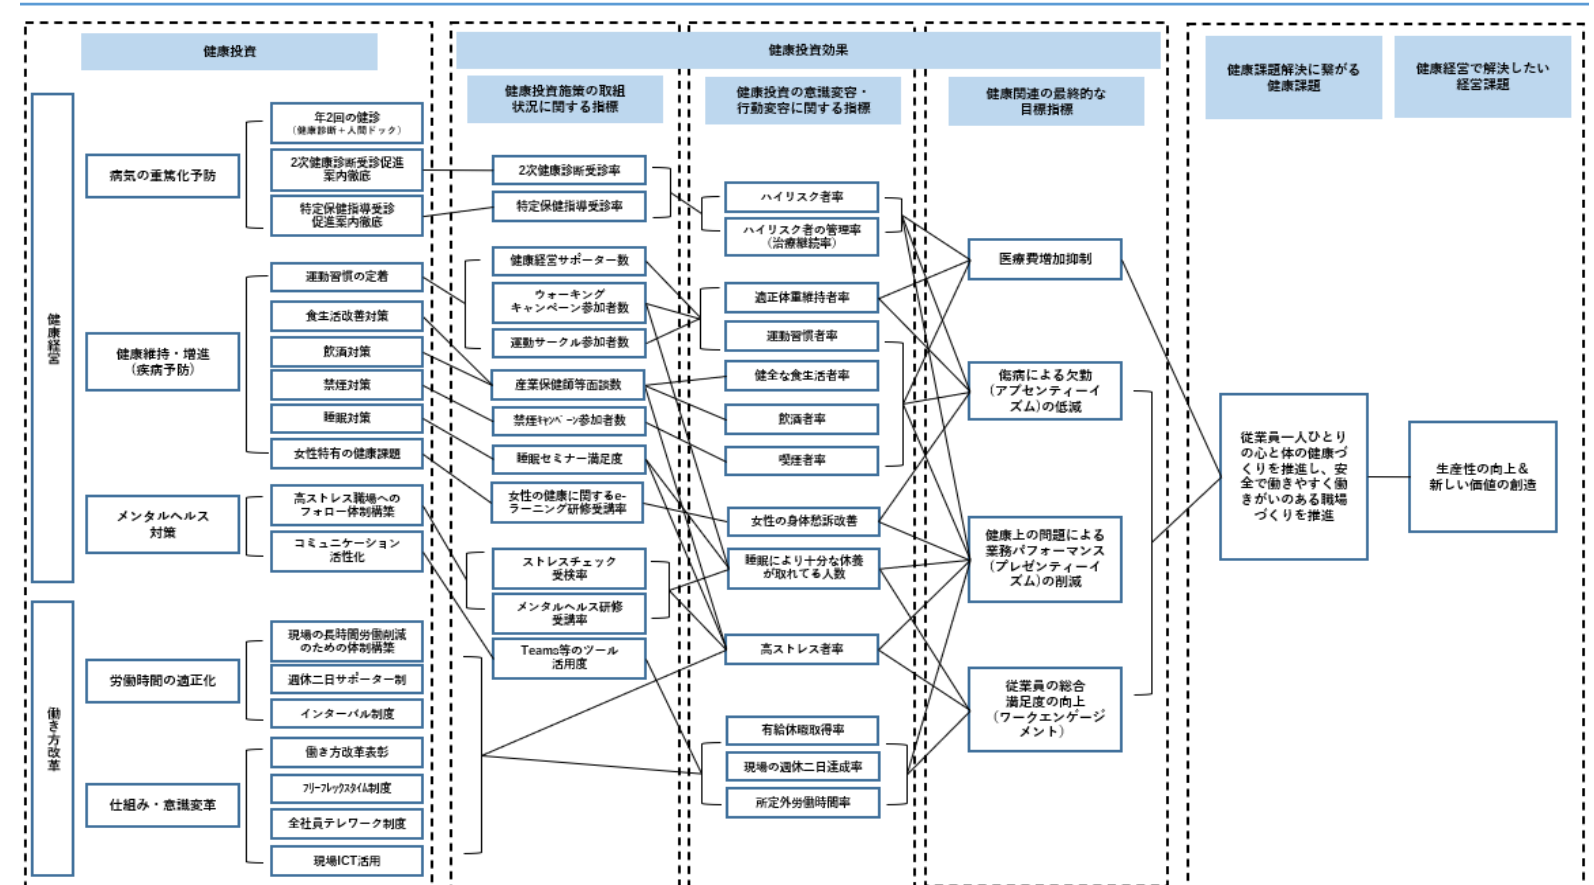 健康投資
健康投資効果
健康課題解決に繋がる
健康課題
健康経営で解決したい
経営課題
健康投資施策の取組
状況に関する指標
健康投資の意識変容・
行動変容に関する指標
健康関連の最終的な
目標指標
健康経営
病気の重篤化予防
年2回の健診
(健康診断+人間ドック)
2次健康診断受診促進
案内徹底
特定保健指導受診
促進案内徹底
健康維持・増進
(疾病予防)
運動習慣の定着
食生活改善対策
飲酒対策
禁煙対策
睡眠対策
女性特有の健康課題
メンタルヘルス
対策
高ストレス職場への
フォロー体制構築
コミュニケーション
活性化
働き方改革
労働時間の適正化
現場の長時間労働削減
のための体制構築
週休二日サポーター制
インターバル制度
仕組み・意識変革
働き方改革表彰
フリーフレックスタイム制度
全社員テレワーク制度
現場ICT活用
2次健康診断受診率
特定保健指導受診率
健康経営サポーター数
ウォーキング
キャンペーン参加者数
運動サークル参加者数
産業保健師等面談数
禁煙キャンペーン参加者数
睡眠セミナー満足度
女性の健康に関するe-
ラーニング研修受講率
ストレスチェック
受検率
メンタルヘルス研修
受講率
Teams等のツール
活用度
ハイリスク者率
ハイリスク者の管理率
(治療継続率)
適正体重維持者率
運動習慣者率
健全な食生活者率
飲酒者率
喫煙者率
女性の身体愁訴改善
睡眠により十分な休養
が取れてる人数
高ストレス者率
有給休暇取得率
現場の週休二日達成率
所定外労働時間率
医療費増加抑制
傷病による欠勤
(アブセンティーイ
ズム)の低減
健康上の問題による
業務パフォーマンス
(プレゼンティーイ
ズム)の削減
従業員の総合
満足度の向上
(ワークエンゲージ
メント)
従業員一人ひとり
の心と体の健康づ
くりを推進し、安
全で働きやすく働
きがいのある職場
づくりを推進
生産性の向上&
新しい価値の創造